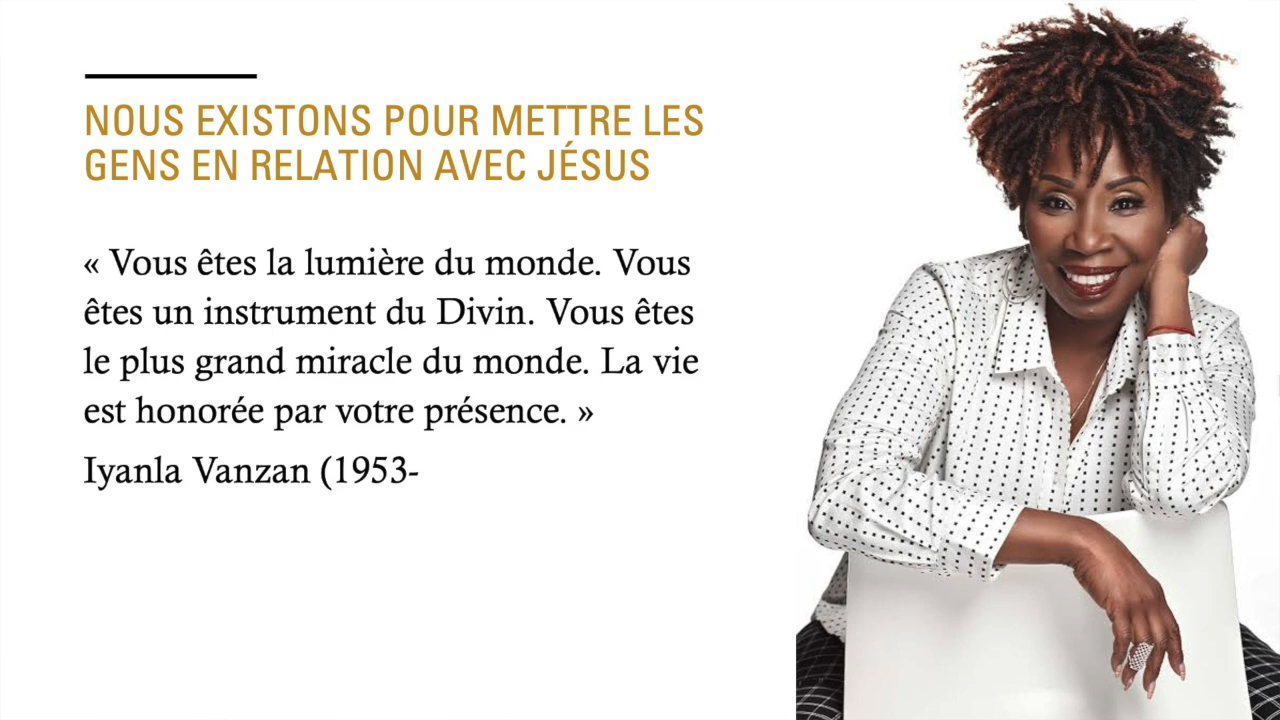 NOUS EXISTONS POUR METTRE LES
GENS EN RELATION AVEC JÉSUS
« Vous êtes la lumière du monde. Vous
êtes un instrument du Divin. Vous êtes
le plus grand miracle du monde. La vie
est honorée par votre présence. »
Iyanla Vanzan (1953-